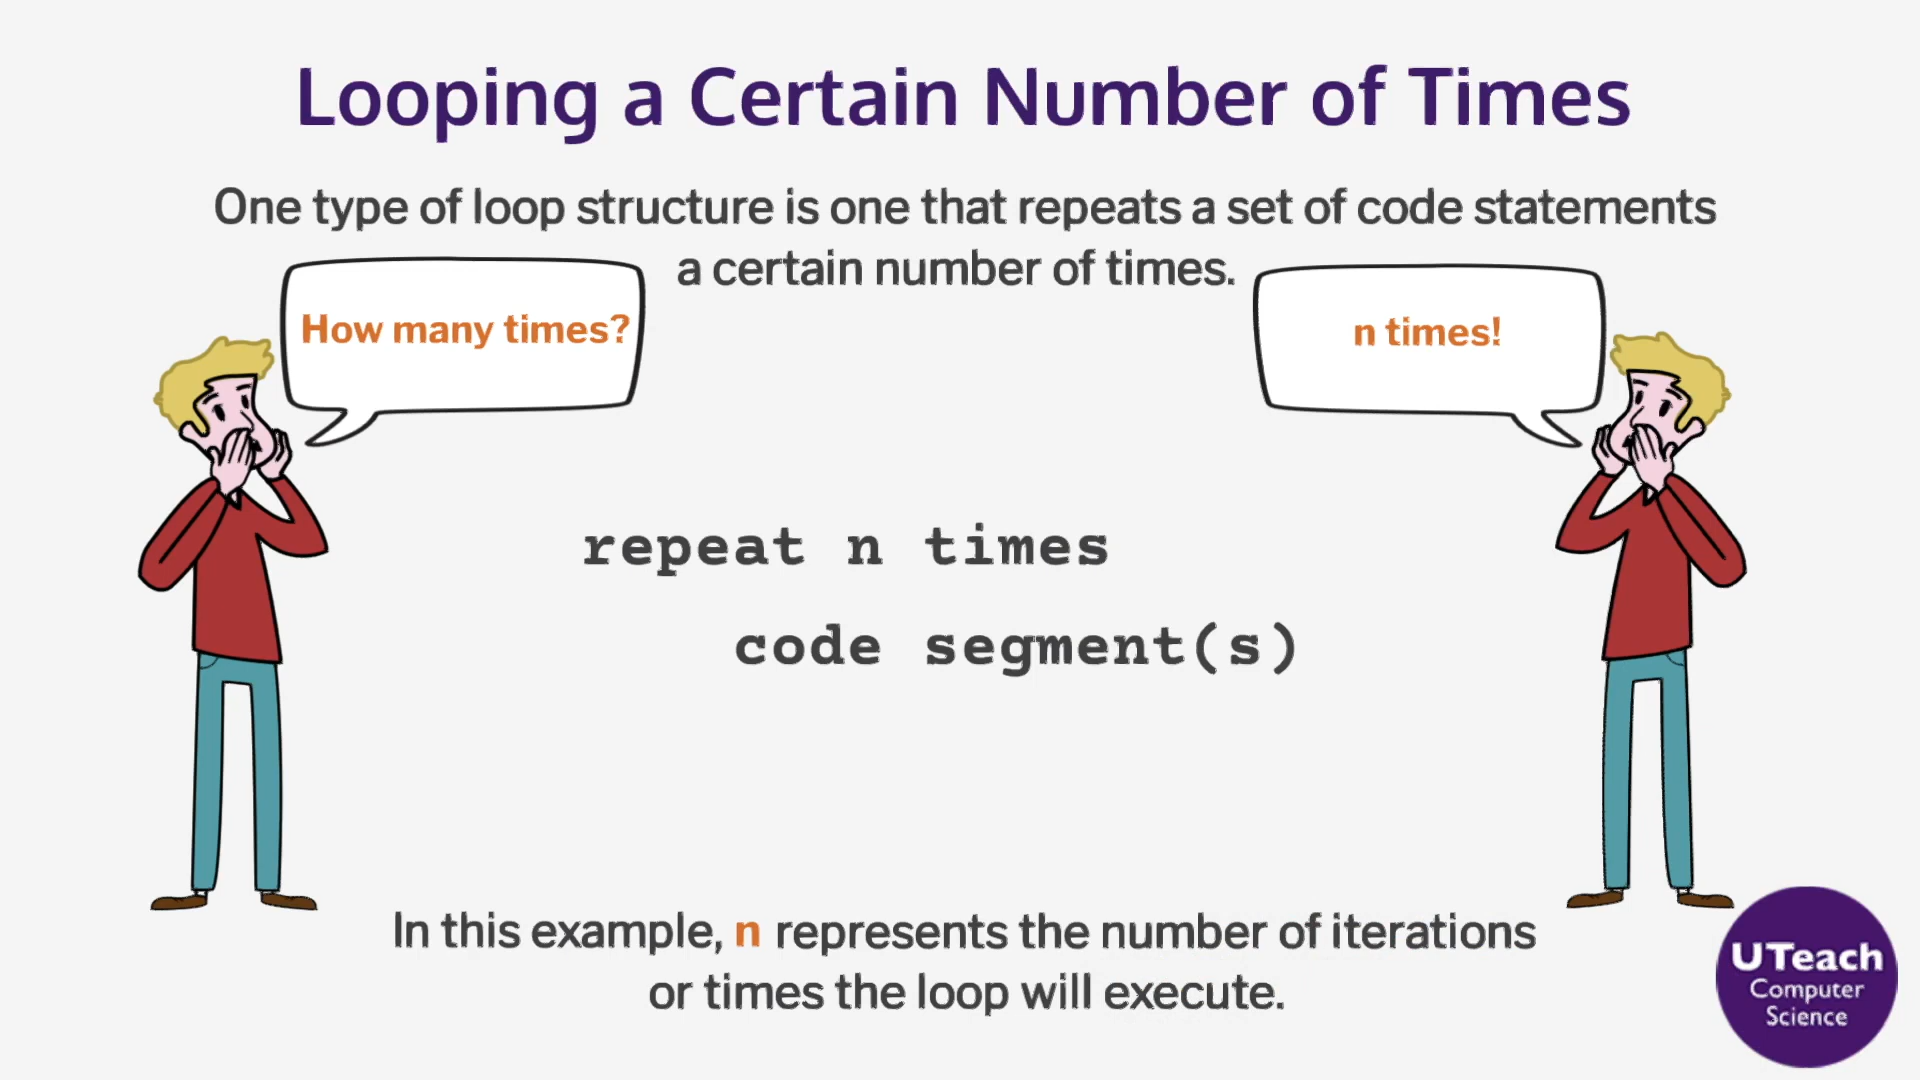 Looping a Certain Number of Times
One type of loop structure is one that repeats a set of code statements
a certain number of times.
How many times?
n times!
repeat n times
code segment(s)
In this example, n represents the number of iterations
or times the loop will execute.
UTeach
Computer
Science